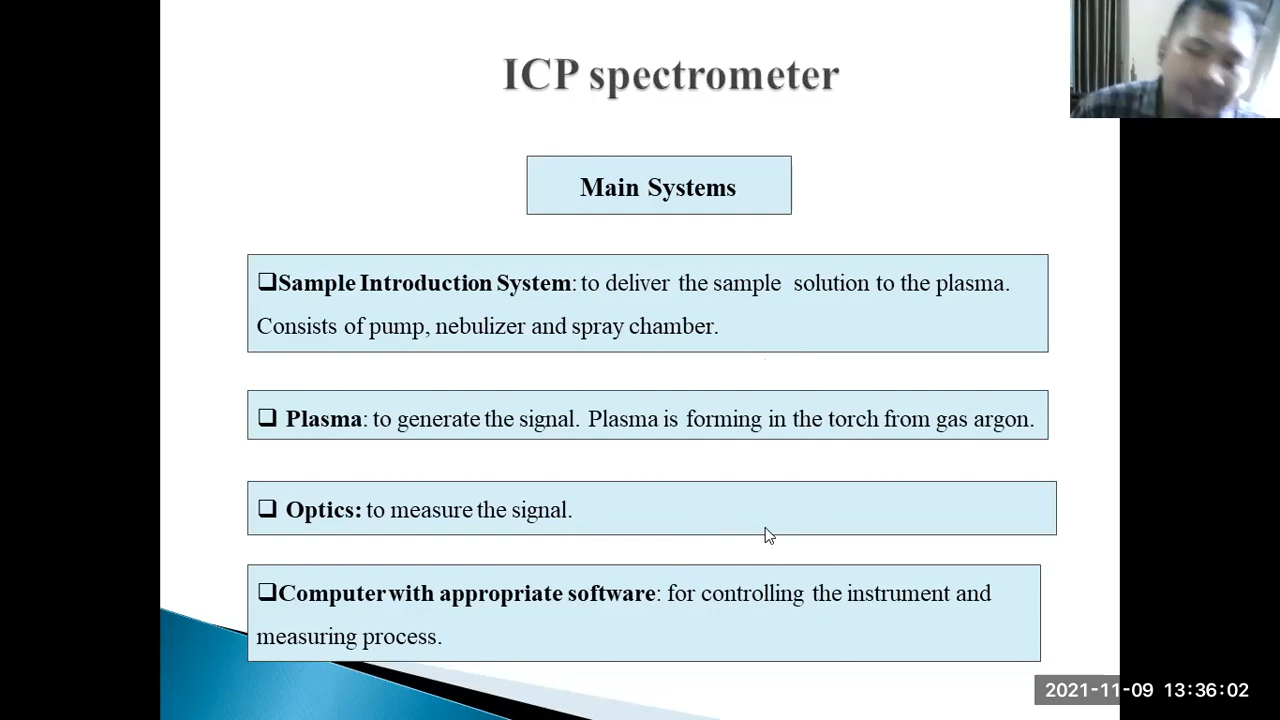 ICP spectrometer
Main Systems
❑Sample Introduction System: to deliver the sample solution to the plasma.
Consists of pump, nebulizer and spray chamber.
❑ Plasma: to generate the signal. Plasma is forming in the torch from gas argon.
❑ Optics: to measure the signal.
❑Computer with appropriate software: for controlling the instrument and
measuring process.
2021-11-09 13:36:02